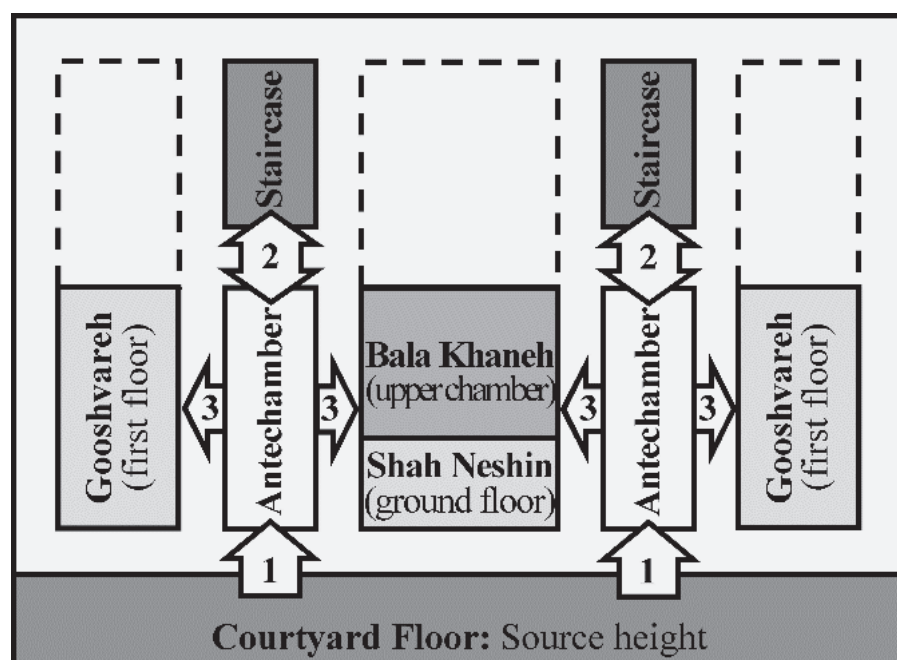 Staircase
Staircase
2
2
Gooshvareh
(first floor)
3
Antechamber
3
Bala Khaneh
(upper chamber)
Shah Neshin
(ground floor)
3
Antechamber
3
Gooshvareh
(first floor)
1
1
Courtyard Floor: Source height